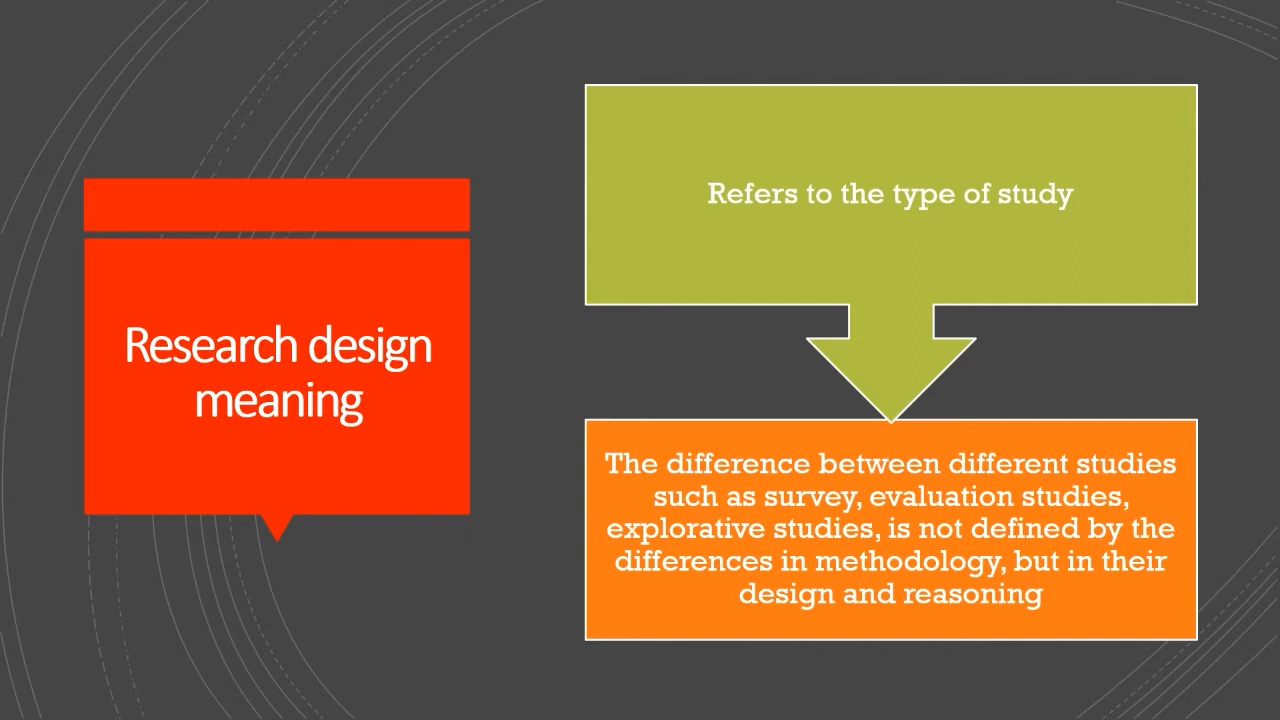 Research design
meaning
Refers to the type of study
The difference between different studies
such as survey, evaluation studies,
explorative studies, is not defined by the
differences in methodology, but in their
design and reasoning